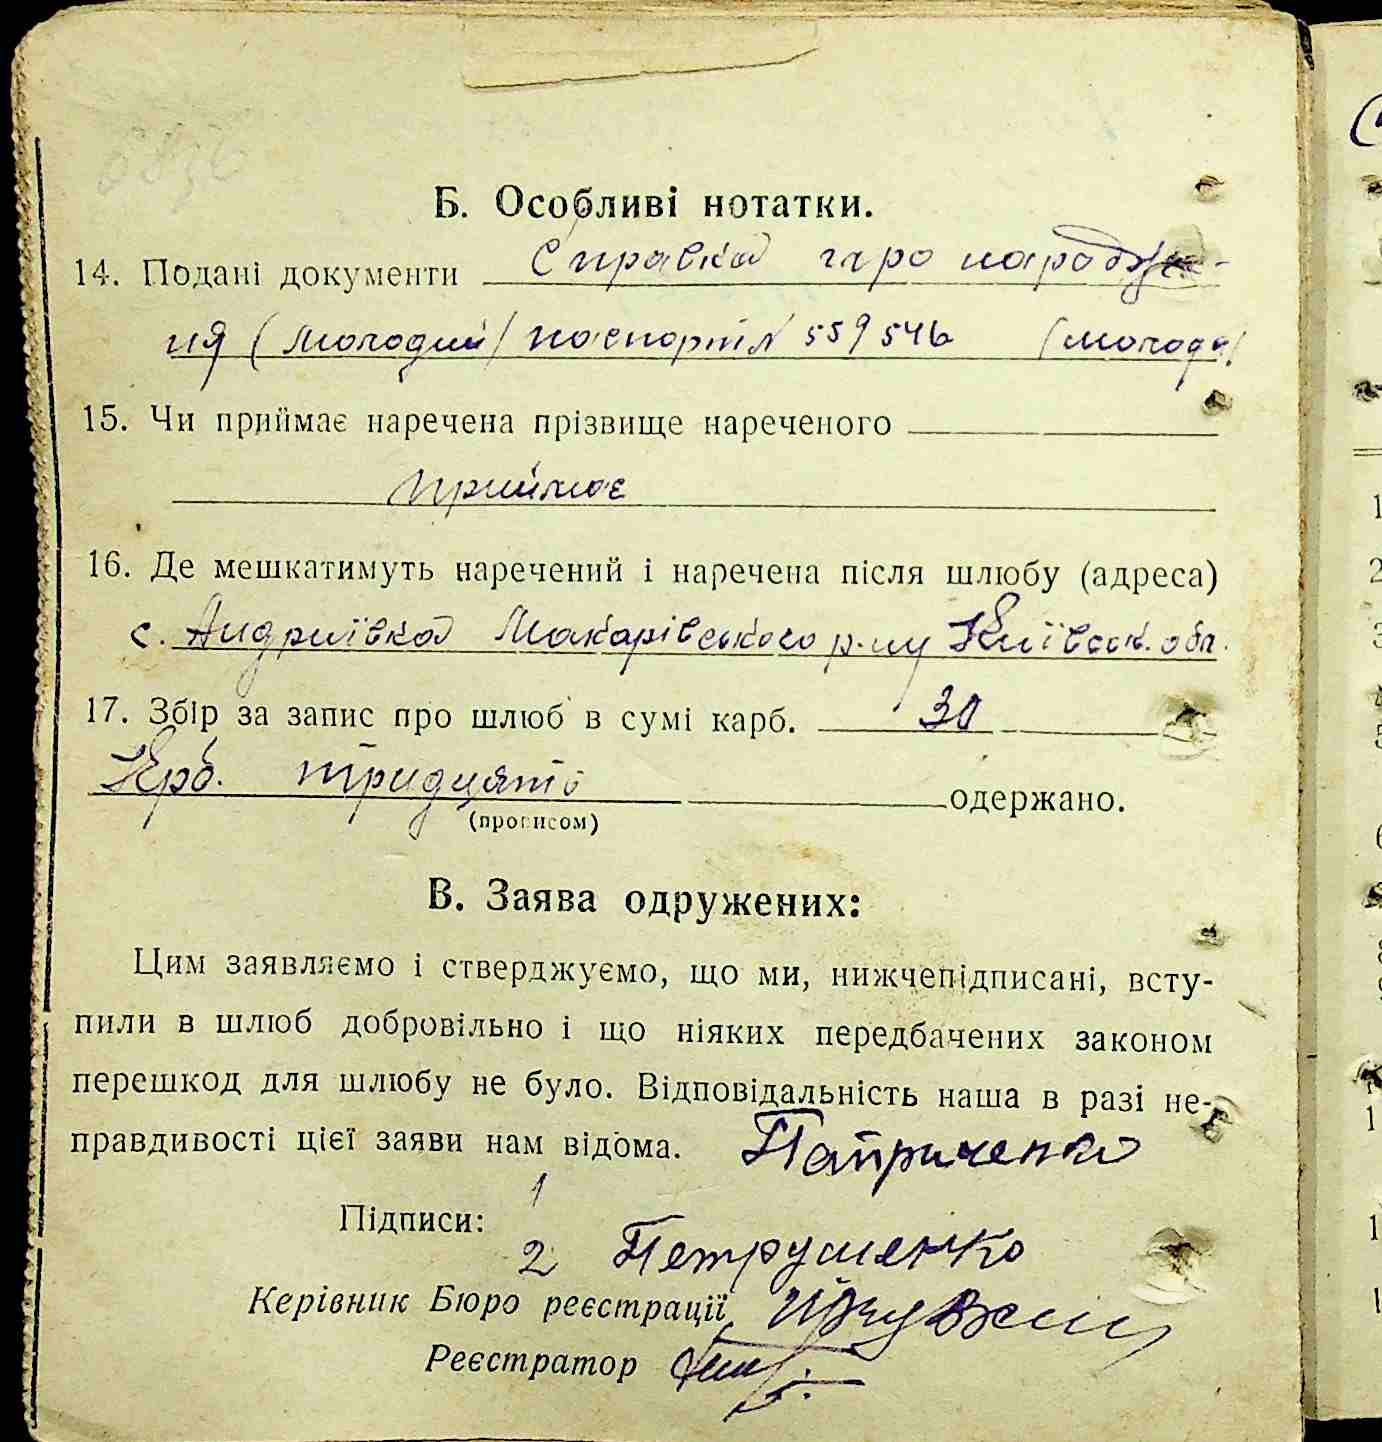 Б. Особливі нотатки.
14. Подані документи Справка про народжен-
ня (молодий) паспорт № 559546 (молода)
15. Чи приймає наречена прізвище нареченого
приймає
16. Де мешкатимуть наречений і наречена після шлюбу (адреса)
с. Андриївка Макарівського р-ну Київськ. обл.
17. Збір за запис про шлюб в сумі карб. 30
Крб. тридцять одержано.
(прописом)
В. Заява одружених:
Цим заявляємо і стверджуємо, що ми, нижчепідписані, всту-
пили в шлюб добровільно і що ніяких передбачених законом
перешкод для шлюбу не було. Відповідальність наша в разі не-
правдивості цієї заяви нам відома.
Підписи: 1
2 Петрушенко
Керівник Бюро реєстрації
Реєстратор